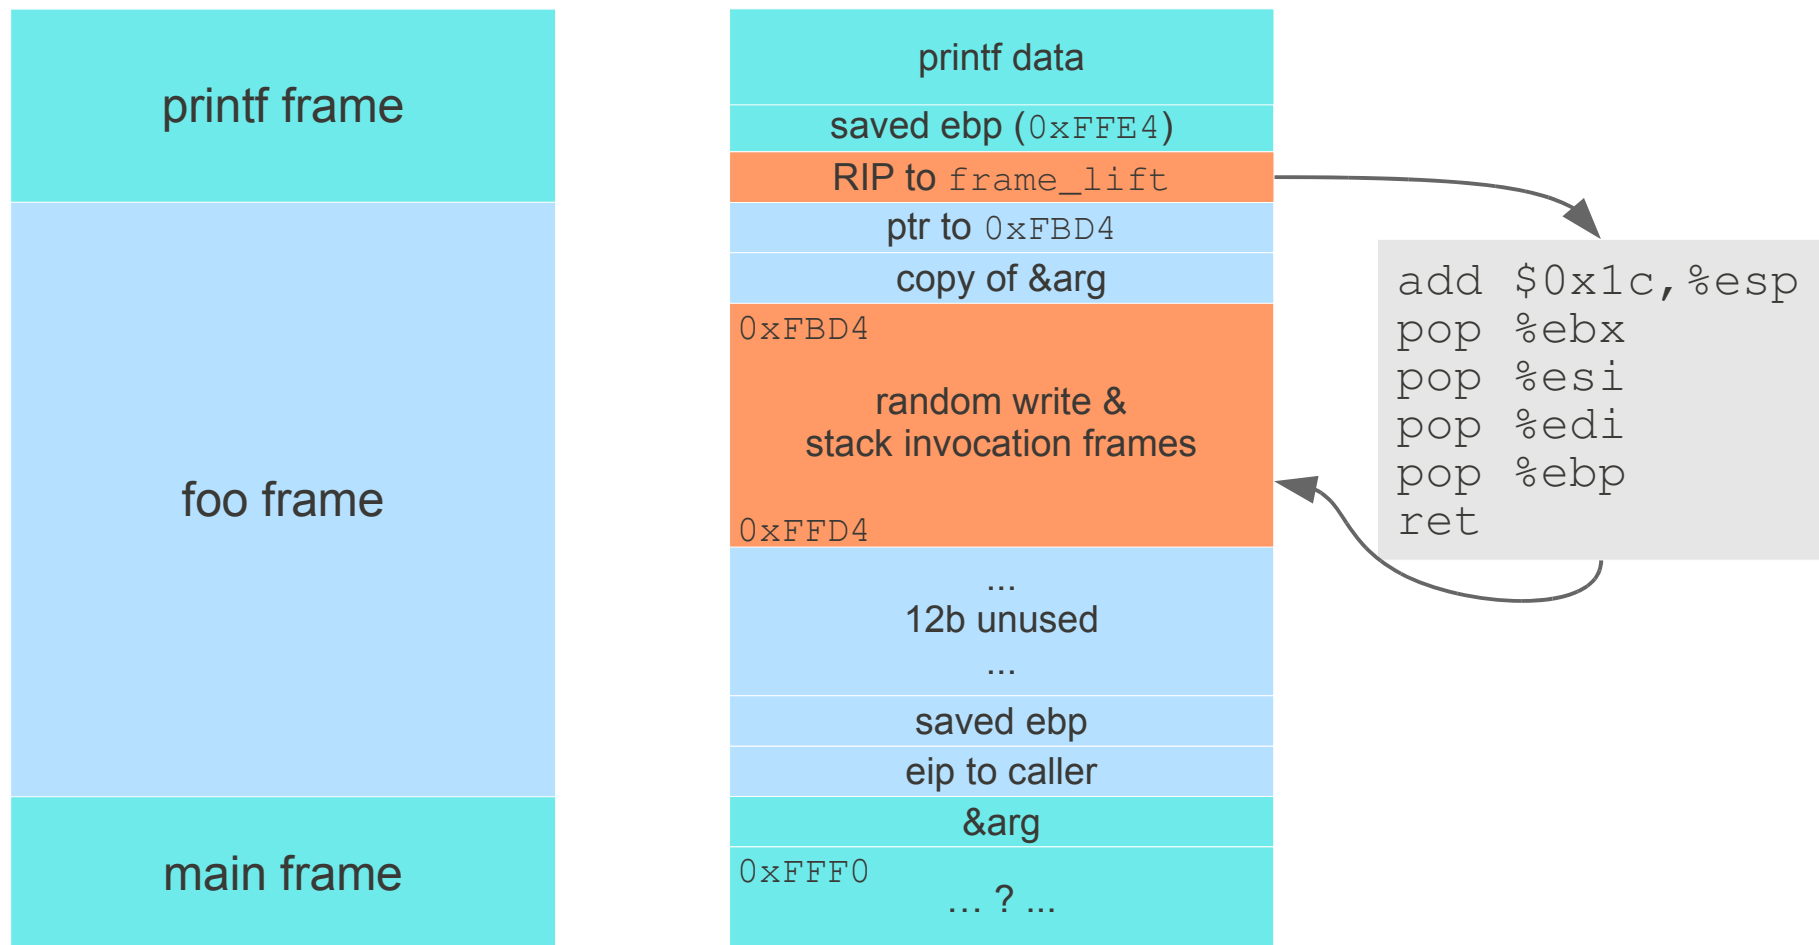 printf frame
foo frame
main frame
printf data
saved ebp (0xFFE4)
RIP to frame_lift
ptr to 0xFBD4
copy of &arg
0xFBD4
random write &
stack invocation frames
0xFFD4
...
12b unused
...
saved ebp
eip to caller
&arg
0xFFF0
… ? ...
add $0x1c,%esp
pop %ebx
pop %esi
pop %edi
pop %ebp
ret